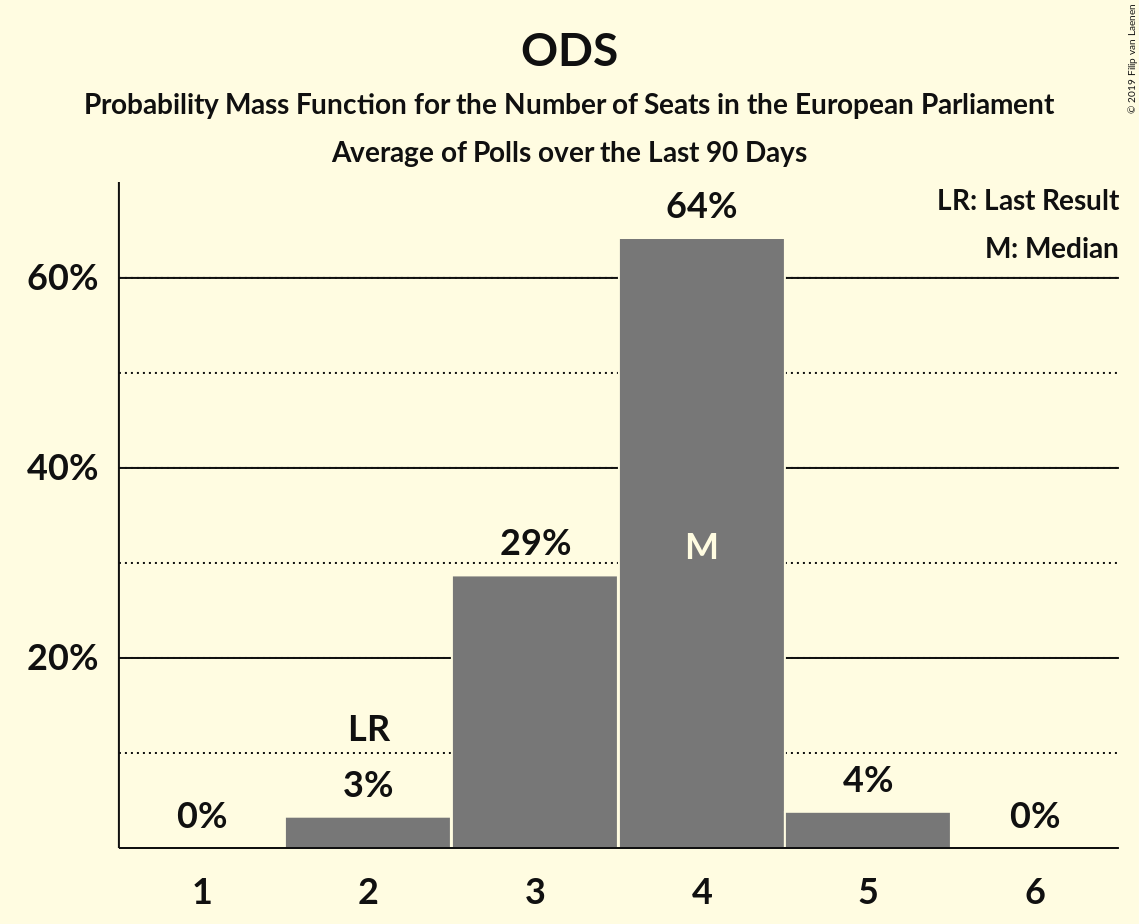 ODS
Probability Mass Function for the Number of Seats in the European Parliament
Average of Polls over the Last 90 Days
© 2019 Filip van Laenen
LR: Last Result
M: Median
64%
60%
40%
29%
M
20%
LR
3%
4%
0%
0%
1 2 3 4 5 6